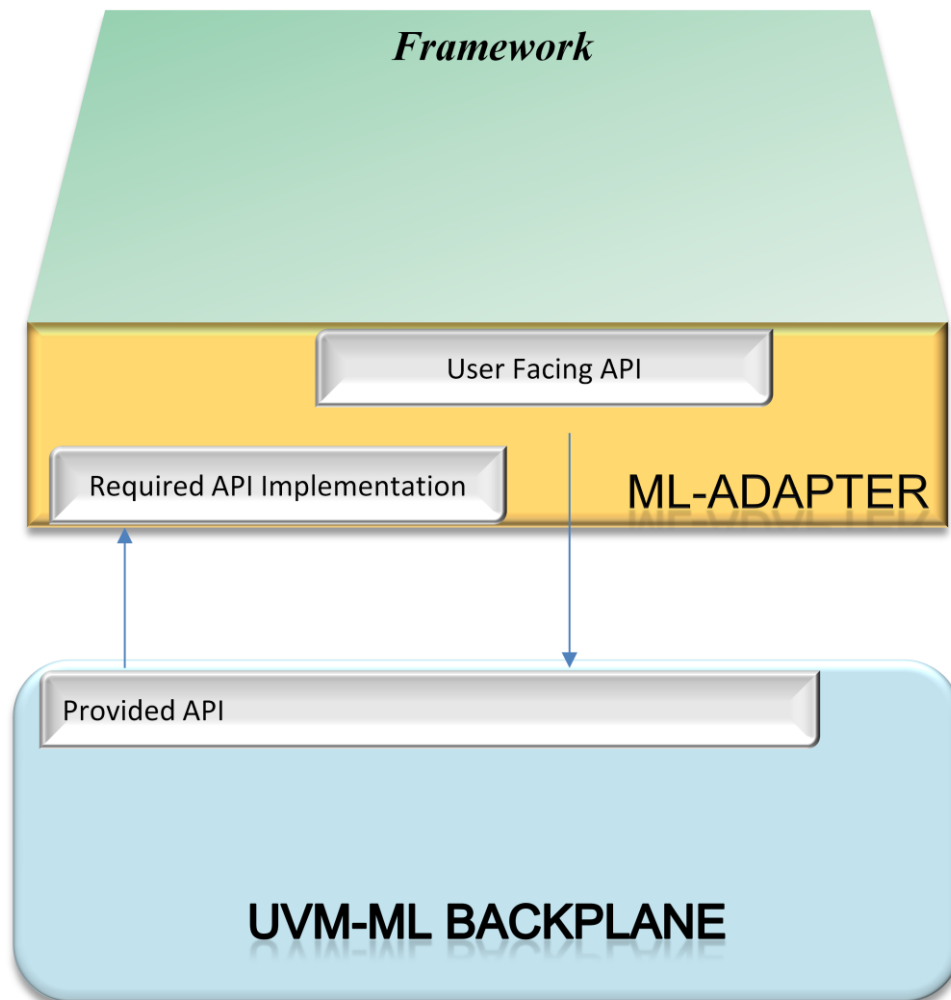 Framework
User Facing API
Required API Implementation
ML-ADAPTER
Provided API
UVM-ML BACKPLANE